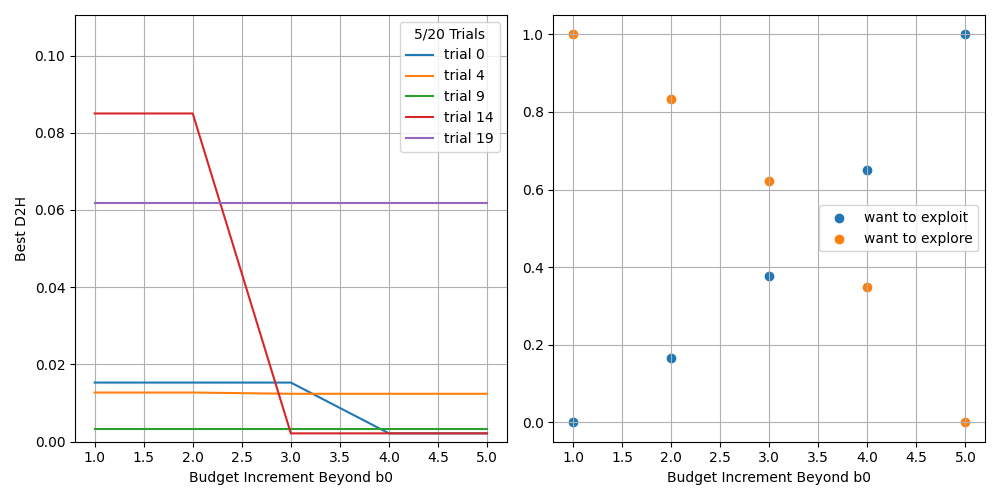 5/20 Trials
trial 0
trial 4
trial 9
trial 14
trial 19
0.10
0.08
0.06
0.04
0.02
0.00
Best D2H
1.0 1.5 2.0 2.5 3.0 3.5 4.0 4.5 5.0
Budget Increment Beyond b0
1.0
0.8
0.6
0.4
0.2
0.0
want to exploit
want to explore
1.0 1.5 2.0 2.5 3.0 3.5 4.0 4.5 5.0
Budget Increment Beyond b0